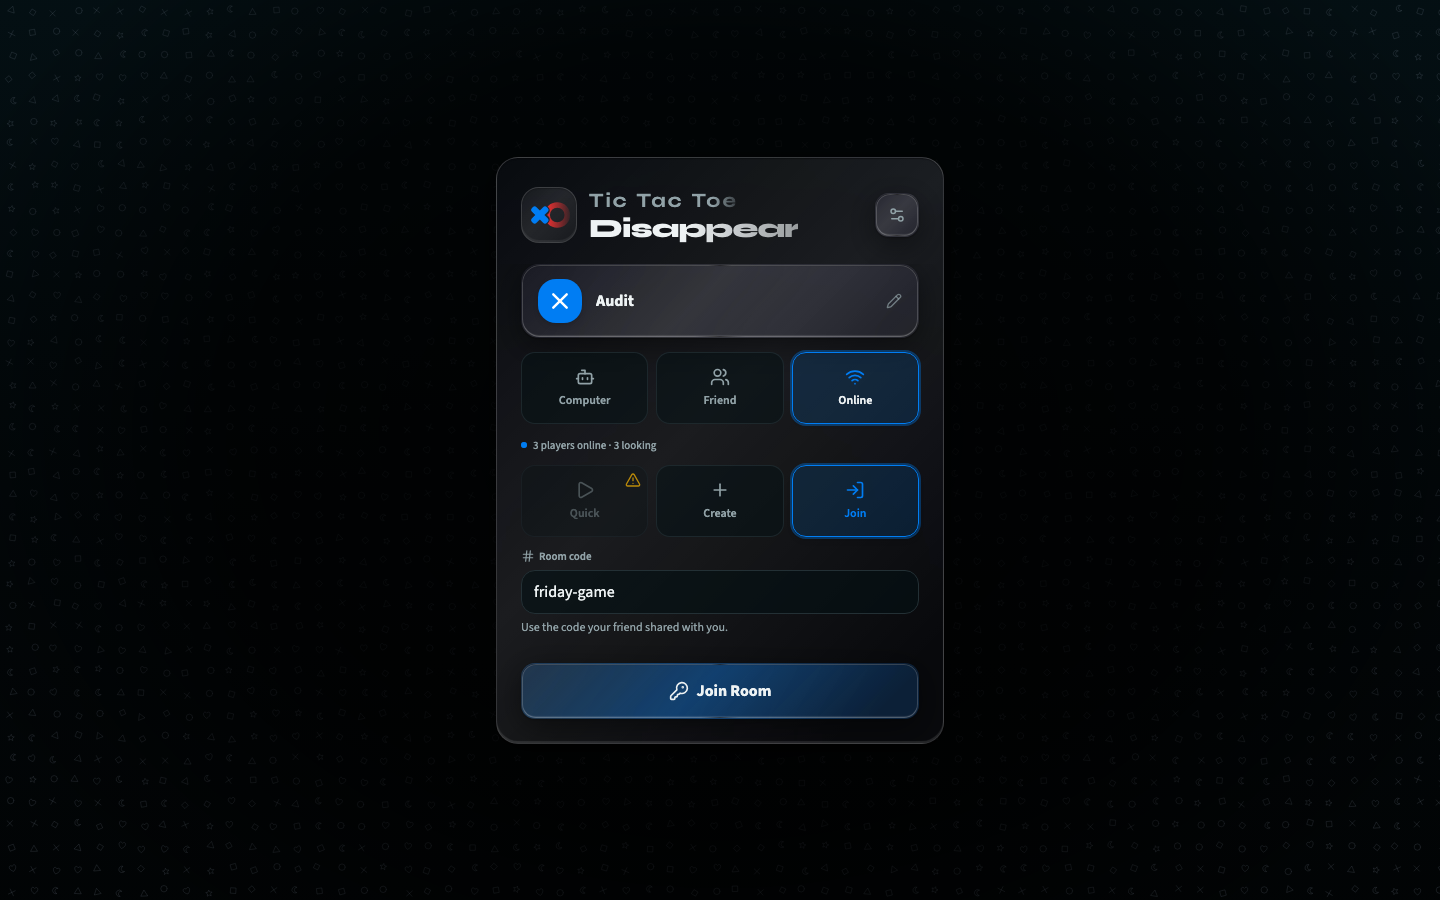 Tic Tac Toe
Disappear
Audit
Computer
Friend
Online
3 players online · 3 looking
Quick
Create
Join
Room code
friday-game
Use the code your friend shared with you.
Join Room